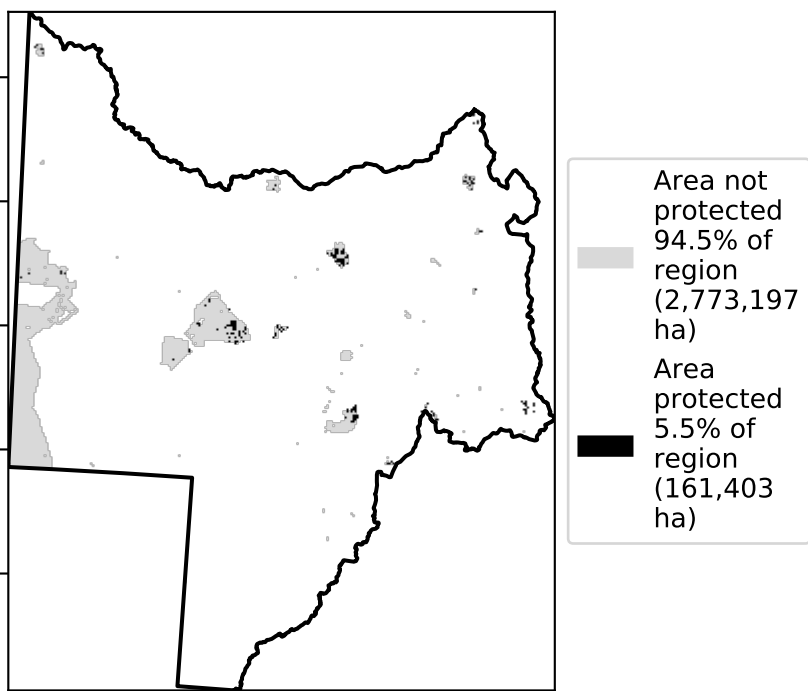 Area not
protected
94.5% of
region
(2,773,197
ha)
Area
protected
5.5% of
region
(161,403
ha)